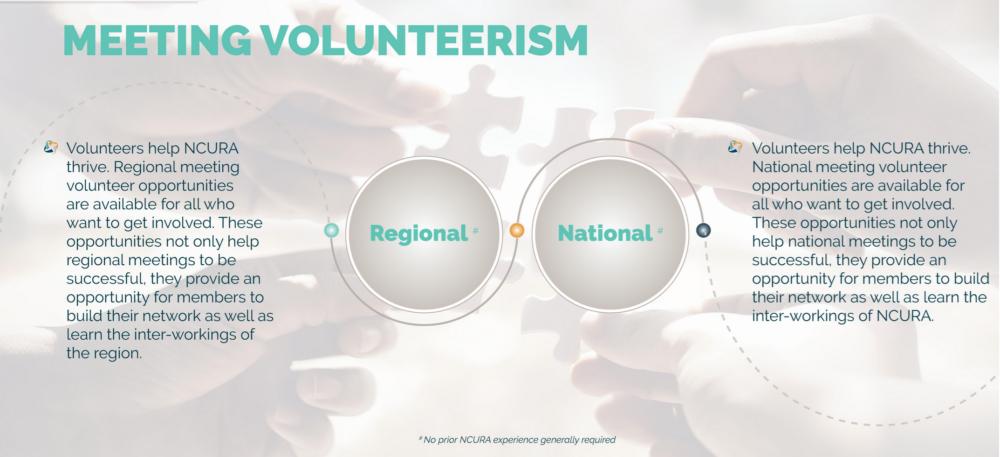 MEETING VOLUNTEERISM
Volunteers help NCURA
thrive. Regional meeting
volunteer opportunities
are available for all who
want to get involved. These
opportunities not only help
regional meetings to be
successful, they provide an
opportunity for members to
build their network as well as
learn the inter-workings of
the region.
Regional #
National #
Volunteers help NCURA thrive.
National meeting volunteer
opportunities are available for
all who want to get involved.
These opportunities not only
help national meetings to be
successful, they provide an
opportunity for members to build
their network as well as learn the
inter-workings of NCURA.
# No prior NCURA experience generally required